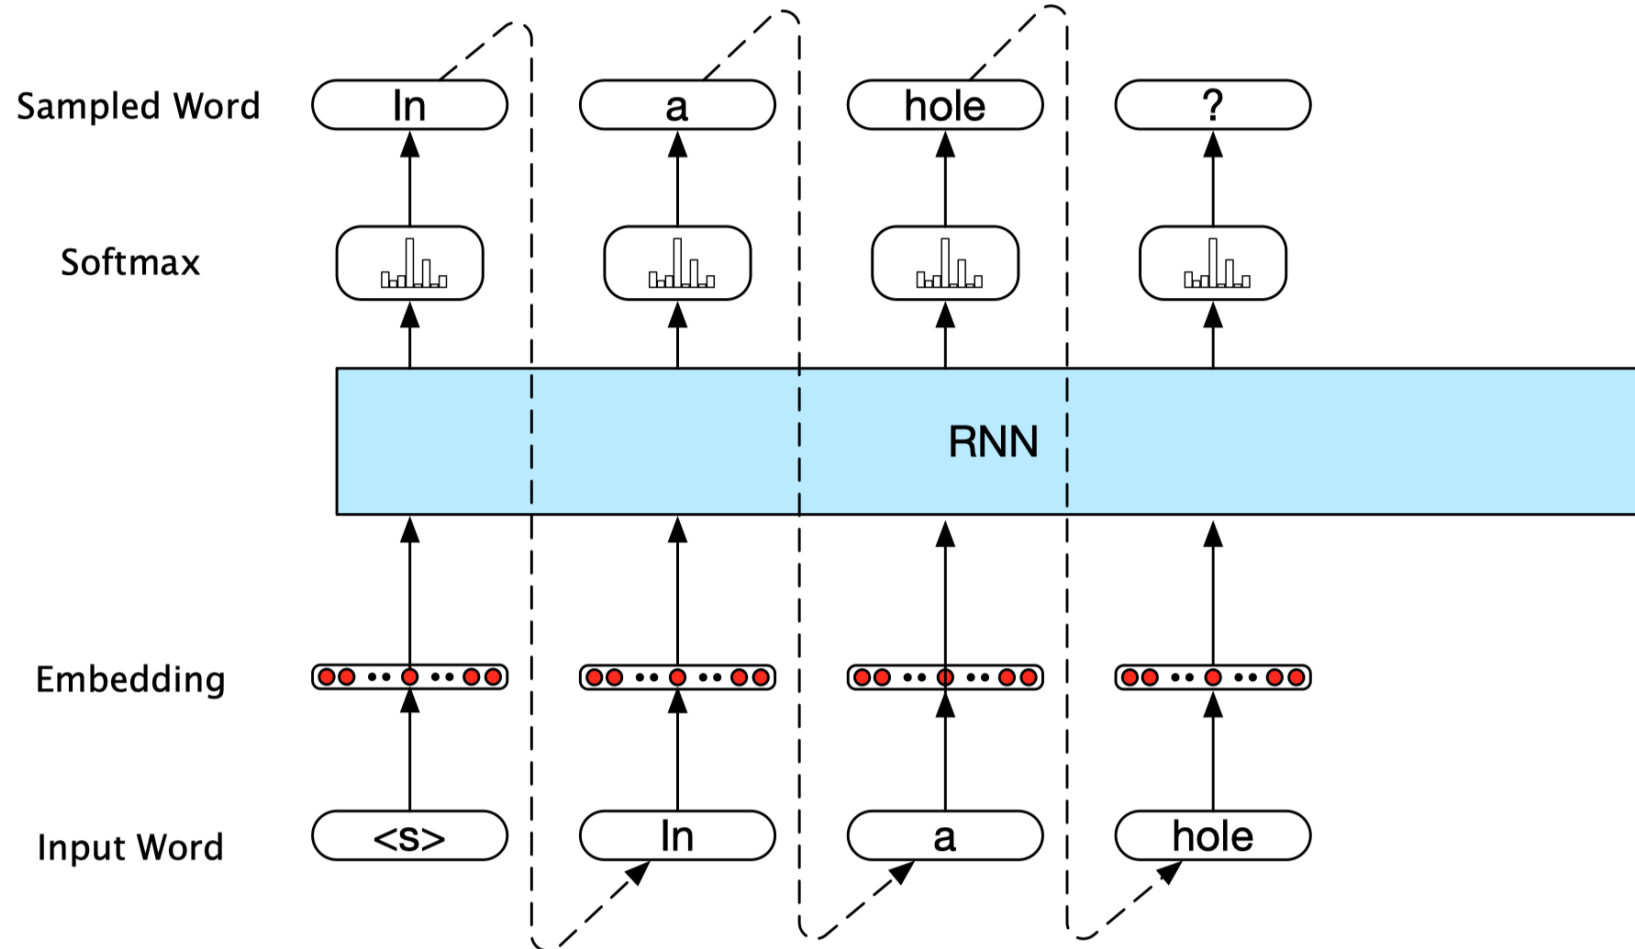 Sampled Word In a hole ?
Softmax
RNN
Embedding
Input Word <s> In a hole